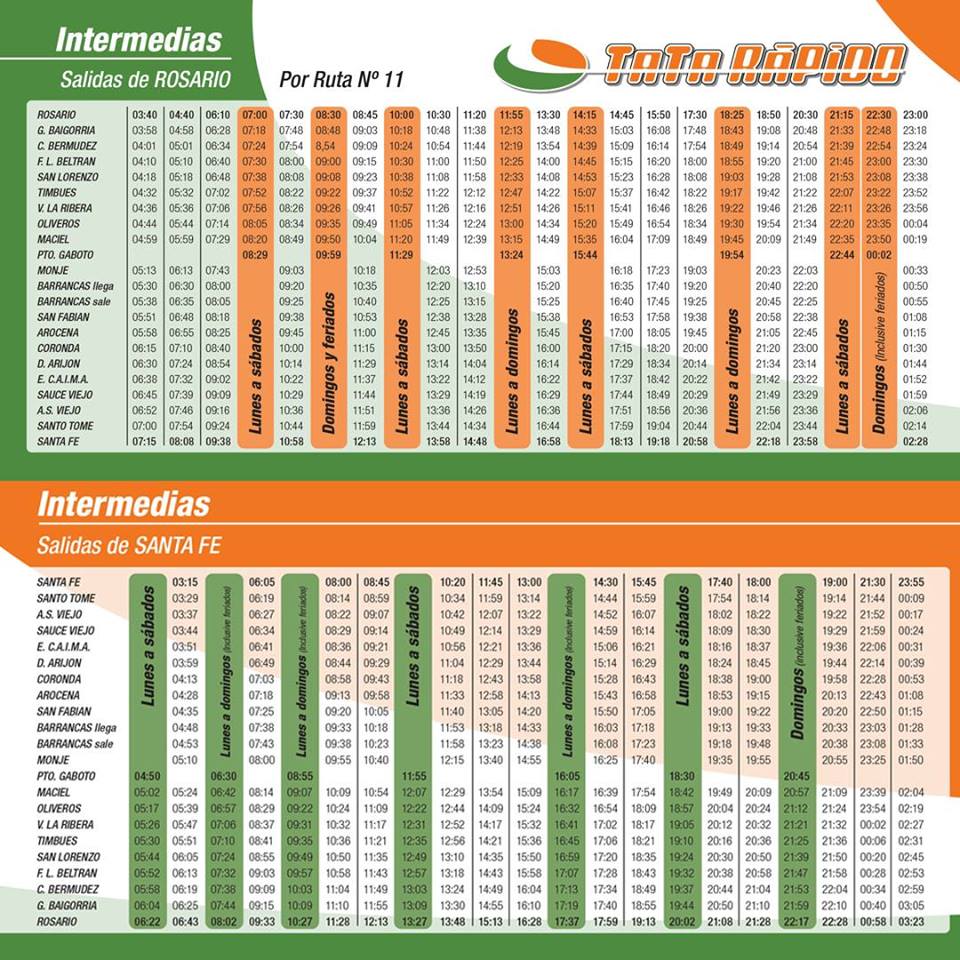 Intermedias
Salidas de ROSARIO
Por Ruta Nº 11
TATA RÁPIDO
ROSARIO 03:40 04:40 06:10 07:00 07:30 08:30 08:45 10:00 10:30 11:20 11:55 13:30 14:15 14:45 15:50 17:30 18:25 18:50 20:30 21:15 22:30 23:00
G. BAIGORRIA 03:58 04:58 06:28 07:18 07:48 08:48 09:03 10:18 10:48 11:38 12:13 13:48 14:33 15:03 16:08 17:48 18:43 19:08 20:48 21:33 22:48 23:18
C. BERMUDEZ 04:01 05:01 06:34 07:24 07:54 8,54 09:09 10:24 10:54 11:44 12:19 13:54 14:39 15:09 16:14 17:54 18:49 19:14 20:54 21:39 22:54 23:24
F. L. BELTRAN 04:10 05:10 06:40 07:30 08:00 09:00 09:15 10:30 11:00 11:50 12:25 14:00 14:45 15:15 16:20 18:00 18:55 19:20 21:00 21:45 23:00 23:30
SAN LORENZO 04:18 05:18 06:48 07:38 08:08 09:08 09:23 10:38 11:08 11:58 12:33 14:08 14:53 15:23 16:28 18:08 19:03 19:28 21:08 21:53 23:08 23:38
TIMBUES 04:32 05:32 07:02 07:52 08:22 09:22 09:37 10:52 11:22 12:12 12:47 14:22 15:07 15:37 16:42 18:22 19:17 19:42 21:22 22:07 23:22 23:52
V. LA RIBERA 04:36 05:36 07:06 07:56 08:26 09:26 09:41 10:57 11:26 12:16 12:51 14:26 15:11 15:41 16:46 18:26 19:22 19:46 21:26 22:11 23:26 23:56
OLIVEROS 04:44 05:44 07:14 08:05 08:34 09:35 09:49 11:05 11:34 12:24 13:00 14:34 15:20 15:49 16:54 18:34 19:30 19:54 21:34 22:20 23:35 00:04
MACIEL 04:59 05:59 07:29 08:20 08:49 09:50 10:04 11:20 11:49 12:39 13:15 14:49 15:35 16:04 17:09 18:49 19:45 20:09 21:49 22:35 23:50 00:19
PTO. GABOTO 08:29 09:59 11:29 13:24 15:44 19:54 22:44 00:02
MONJE 05:13 06:13 07:43 09:03 10:18 12:03 12:53 15:03 16:18 17:23 19:03 20:23 22:03 00:33
BARRANCAS llega 05:30 06:30 08:00 09:20 10:35 12:20 13:10 15:20 16:35 17:40 19:20 20:40 22:20 00:50
BARRANCAS sale 05:38 06:35 08:05 09:25 10:40 12:25 13:15 15:25 16:40 17:45 19:25 20:45 22:25 00:55
SAN FABIAN 05:51 06:48 08:18 09:38 10:53 12:38 13:28 15:38 16:53 17:58 19:38 20:58 22:38 01:08
AROCENA 05:58 06:55 08:25 09:45 11:00 12:45 13:35 15:45 17:00 18:05 19:45 21:05 22:45 01:15
CORONDA 06:15 07:10 08:40 10:00 11:15 13:00 13:50 16:00 17:15 18:20 20:00 21:20 23:00 01:30
D. ARIJON 06:30 07:24 08:54 10:14 11:29 13:14 14:04 16:14 17:29 18:34 20:14 21:34 23:14 01:44
E. C.A.I.M.A. 06:38 07:32 09:02 10:22 11:37 13:22 14:12 16:22 17:37 18:42 20:22 21:42 23:22 01:52
SAUCE VIEJO 06:45 07:39 09:09 10:29 11:44 13:29 14:19 16:29 17:44 18:49 20:29 21:49 23:29 01:59
A.S. VIEJO 06:52 07:46 09:16 10:36 11:51 13:36 14:26 16:36 17:51 18:56 20:36 21:56 23:36 02:06
SANTO TOME 07:00 07:54 09:24 10:44 11:59 13:44 14:34 16:44 17:59 19:04 20:44 22:04 23:44 02:14
SANTA FE 07:15 08:08 09:38 10:58 12:13 13:58 14:48 16:58 18:13 19:18 20:58 22:18 23:58 02:28
Lunes a sábados
Domingos y feriados
Lunes a sábados
Lunes a domingos
Lunes a sábados
Lunes a domingos
Lunes a sábados
Domingos (Inclusive feriados)
Intermedias
Salidas de SANTA FE
SANTA FE 03:15 06:05 08:00 08:45 10:20 11:45 13:00 14:30 15:45 17:40 18:00 19:00 21:30 23:55
SANTO TOME 03:29 06:19 08:14 08:59 10:34 11:59 13:14 14:44 15:59 17:54 18:14 19:14 21:44 00:09
A.S. VIEJO 03:37 06:27 08:22 09:07 10:42 12:07 13:22 14:52 16:07 18:02 18:22 19:22 21:52 00:17
SAUCE VIEJO 03:44 06:34 08:29 09:14 10:49 12:14 13:29 14:59 16:14 18:09 18:30 19:29 21:59 00:24
E. C.A.I.M.A. 03:51 06:41 08:36 09:21 10:56 12:21 13:36 15:06 16:21 18:16 18:37 19:36 22:06 00:31
D. ARIJON 03:59 06:49 08:44 09:29 11:04 12:29 13:44 15:14 16:29 18:24 18:45 19:44 22:14 00:39
CORONDA 04:13 07:03 08:58 09:43 11:18 12:43 13:58 15:28 16:43 18:38 19:00 19:58 22:28 00:53
AROCENA 04:28 07:18 09:13 09:58 11:33 12:58 14:13 15:43 16:58 18:53 19:15 20:13 22:43 01:08
SAN FABIAN 04:35 07:25 09:20 10:05 11:40 13:05 14:20 15:50 17:05 19:00 19:22 20:20 22:50 01:15
BARRANCAS llega 04:48 07:38 09:33 10:18 11:53 13:18 14:33 16:03 17:18 19:13 19:33 20:33 23:03 01:28
BARRANCAS sale 04:53 07:43 09:38 10:23 11:58 13:23 14:38 16:08 17:23 19:18 19:48 20:38 23:08 01:33
MONJE 05:10 08:00 09:55 10:40 12:15 13:40 14:55 16:25 17:40 19:35 19:55 20:55 23:25 01:50
PTO. GABOTO 04:50 06:30 08:55 11:55 16:05 18:30 20:45
MACIEL 05:02 05:24 06:42 08:14 09:07 10:09 10:54 12:07 12:29 13:54 15:09 16:17 16:39 17:54 18:42 19:49 20:09 20:57 21:09 23:39 02:04
OLIVEROS 05:17 05:39 06:57 08:29 09:22 10:24 11:09 12:22 12:44 14:09 15:24 16:32 16:54 18:09 18:57 20:04 20:24 21:12 21:24 23:54 02:19
V. LA RIBERA 05:26 05:47 07:06 08:37 09:31 10:32 11:17 12:31 12:52 14:17 15:32 16:41 17:02 18:17 19:05 20:12 20:32 21:21 21:32 00:02 02:27
TIMBUES 05:30 05:51 07:10 08:41 09:35 10:36 11:21 12:35 12:56 14:21 15:36 16:45 17:06 18:21 19:10 20:16 20:36 21:25 21:36 00:06 02:31
SAN LORENZO 05:44 06:05 07:24 08:55 09:49 10:50 11:35 12:49 13:10 14:35 15:50 16:59 17:20 18:35 19:24 20:30 20:50 21:39 21:50 00:20 02:45
F. L. BELTRAN 05:52 06:13 07:32 09:03 09:57 10:58 11:43 12:57 13:18 14:43 15:58 17:07 17:28 18:43 19:32 20:38 20:58 21:47 21:58 00:28 02:53
C. BERMUDEZ 05:58 06:19 07:38 09:09 10:03 11:04 11:49 13:03 13:24 14:49 16:04 17:13 17:34 18:49 19:37 20:44 21:04 21:53 22:04 00:34 02:59
G. BAIGORRIA 06:04 06:25 07:44 09:15 10:09 11:10 11:55 13:09 13:30 14:55 16:10 17:19 17:40 18:55 19:44 20:50 21:10 21:59 22:10 00:40 03:05
ROSARIO 06:22 06:43 08:02 09:33 10:27 11:28 12:13 13:27 13:48 15:13 16:28 17:37 17:59 19:13 20:02 21:08 21:28 22:17 22:28 00:58 03:23
Lunes a sábados
Lunes a domingos (Inclusive feriados)
Lunes a domingos (Inclusive feriados)
Lunes a sábados
Lunes a domingos (Inclusive feriados)
Lunes a sábados
Domingos (Inclusive feriados)